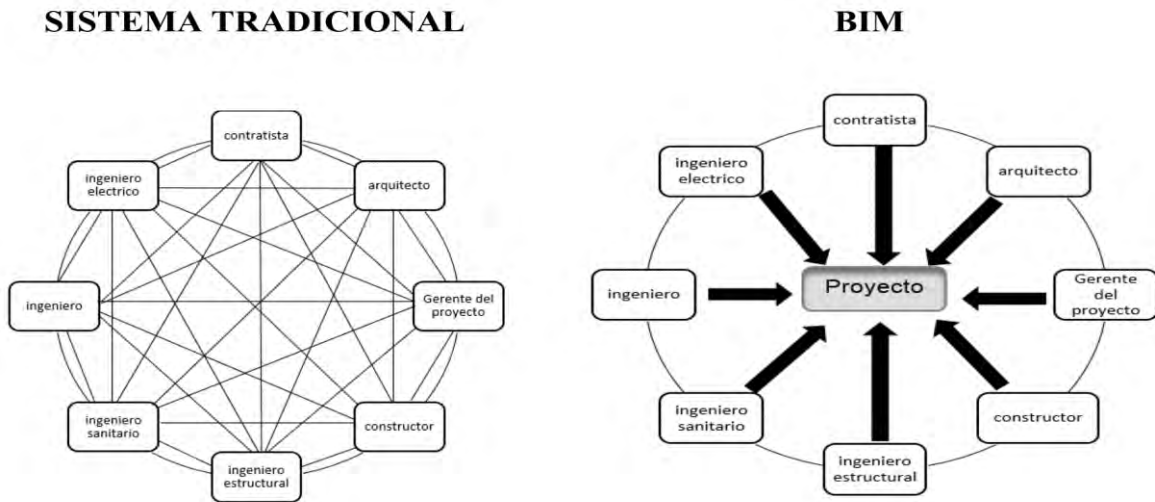 SISTEMA TRADICIONAL
contratista
ingeniero
electrico
arquitecto
ingeniero
Gerente del
proyecto
ingeniero
sanitario
constructor
ingeniero
estructural
BIM
contratista
ingeniero
electrico
arquitecto
ingeniero
Proyecto
Gerente
del
proyecto
ingeniero
sanitario
constructor
ingeniero
estructural